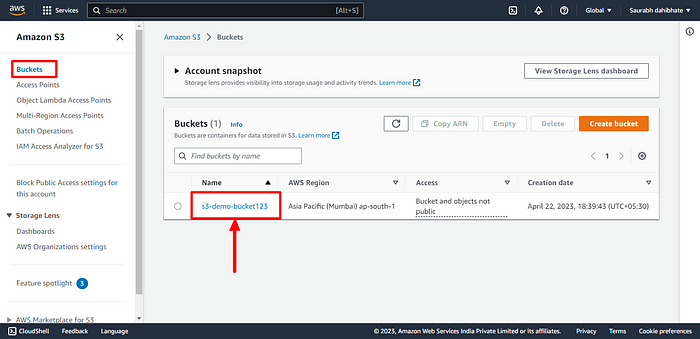 aws
Services
Search
[Alt+S]
Global
Saurabh dahibhate
Amazon S3
Buckets
Access Points
Object Lambda Access Points
Multi-Region Access Points
Batch Operations
IAM Access Analyzer for S3
Block Public Access settings for
this account
Storage Lens
Dashboards
AWS Organizations settings
Feature spotlight 3
AWS Marketplace for S3
Amazon S3 > Buckets
Account snapshot
Storage lens provides visibility into storage usage and activity trends. Learn more
View Storage Lens dashboard
Buckets (1) Info
Buckets are containers for data stored in S3. Learn more
Copy ARN
Empty
Delete
Create bucket
Find buckets by name
1
Name
AWS Region
Access
Creation date
s3-demo-bucket123
Asia Pacific (Mumbai) ap-south-1
Bucket and objects not
public
April 22, 2023, 18:39:43 (UTC+05:30)
CloudShell
Feedback
Language
© 2023, Amazon Web Services India Private Limited or its affiliates.
Privacy
Terms
Cookie preferences